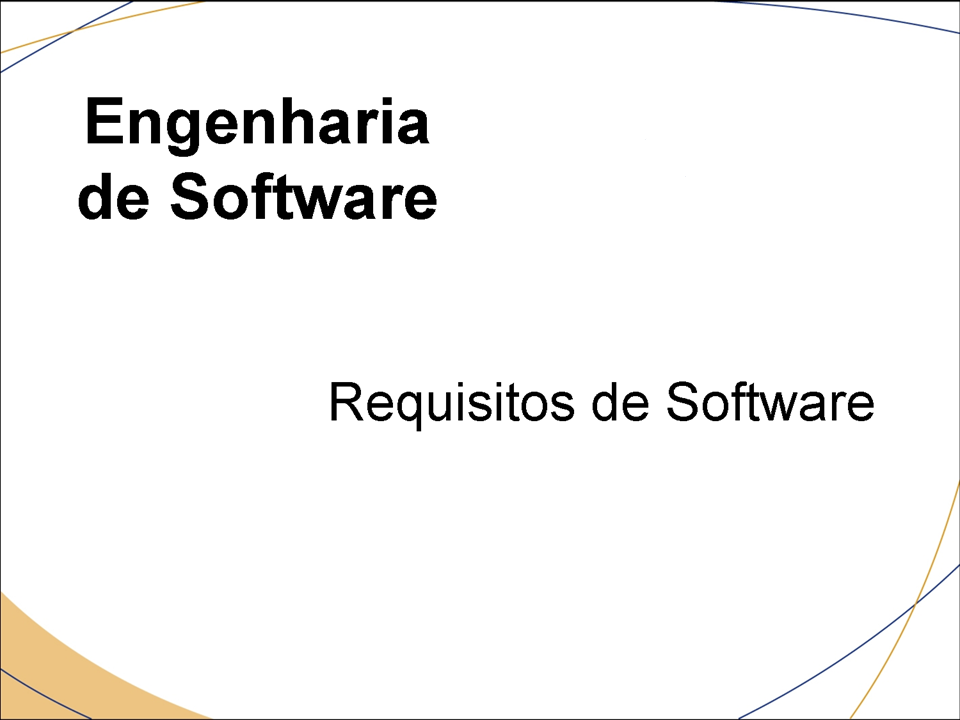 Engenharia
de Software
Requisitos de Software